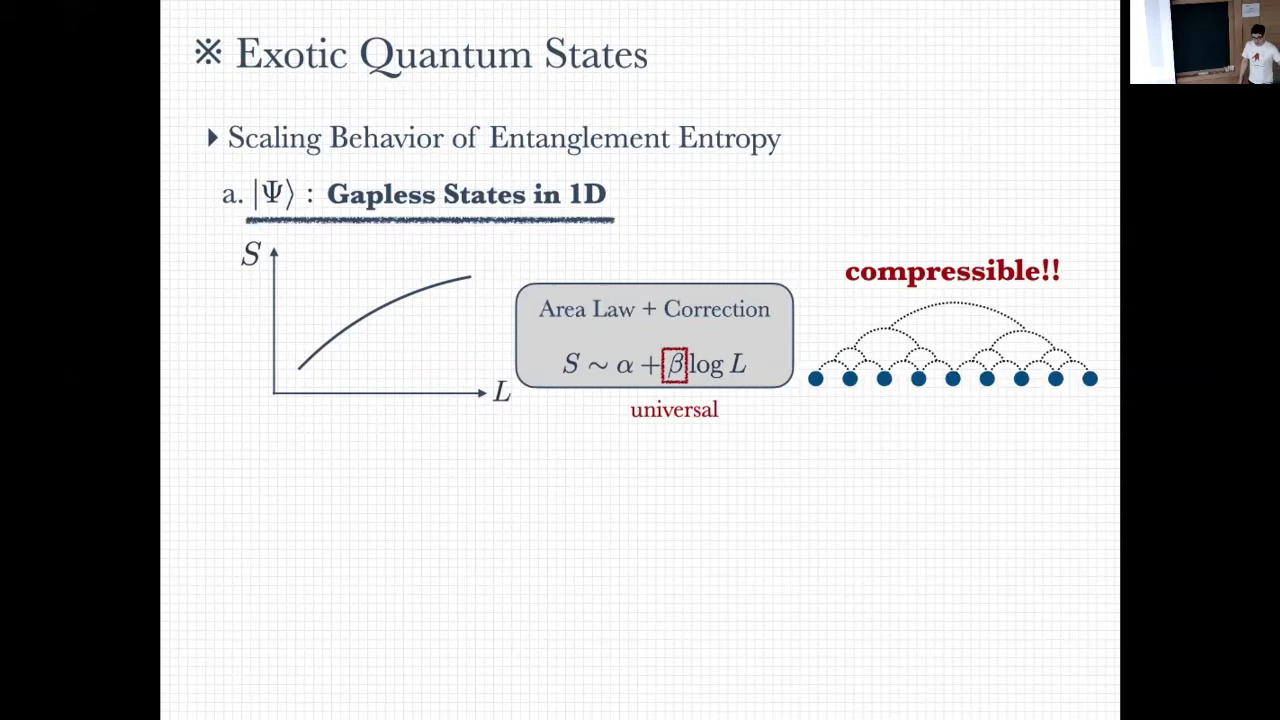 ※ Exotic Quantum States
Scaling Behavior of Entanglement Entropy
a. |Ψ⟩ : Gapless States in 1D
S
L
Area Law + Correction
S ∼ α + β log L
universal
compressible!!